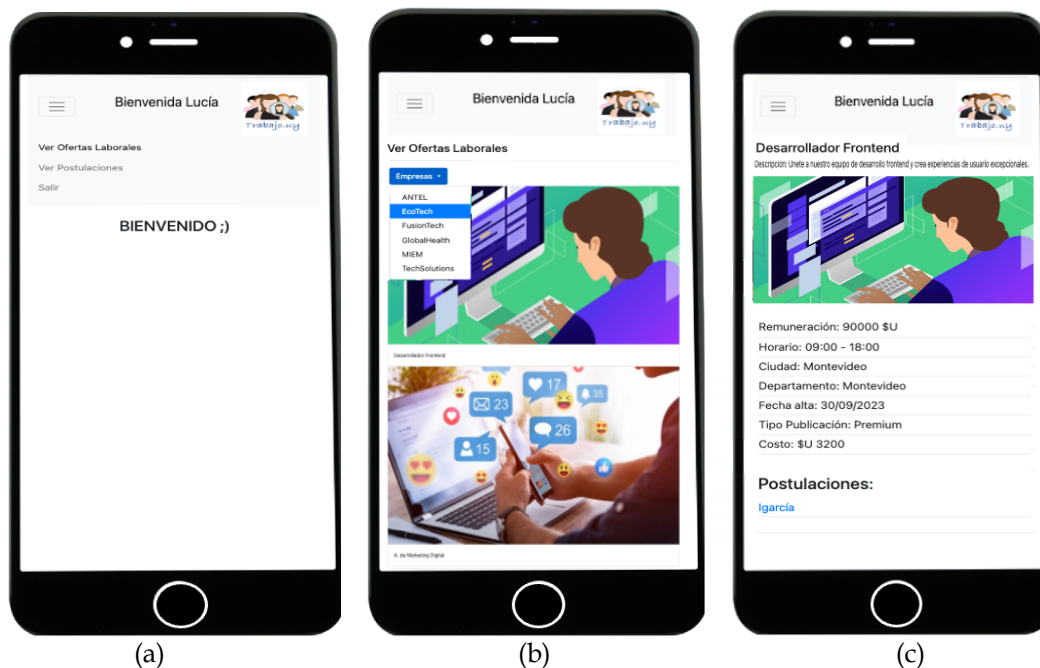 Bienvenida Lucía
Trabajo.uy
Ver Ofertas Laborales
Ver Postulaciones
Salir
BIENVENIDO ;)
(a)
Bienvenida Lucía
Trabajo.uy
Ver Ofertas Laborales
Empresas
ANTEL
EcoTech
FusionTech
GlobalHealth
MIEM
TechSolutions
Desarrollador Frontend
17
35
23
26
15
A. de Marketing Digital
(b)
Bienvenida Lucía
Trabajo.uy
Desarrollador Frontend
Descripción: Unete a nuestro equipo de desarrollo frontend y crea experiencias de usuario excepcionales.
Remuneración: 90000 $U
Horario: 09:00 - 18:00
Ciudad: Montevideo
Departamento: Montevideo
Fecha alta: 30/09/2023
Tipo Publicación: Premium
Costo: $U 3200
Postulaciones:
lgarcía
(c)